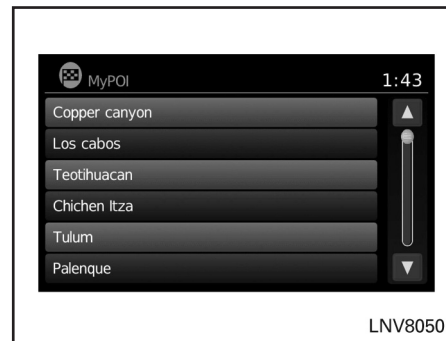 MyPOI 1:43
Copper canyon
Los cabos
Teotihuacan
Chichen Itza
Tulum
Palenque
LNV8050